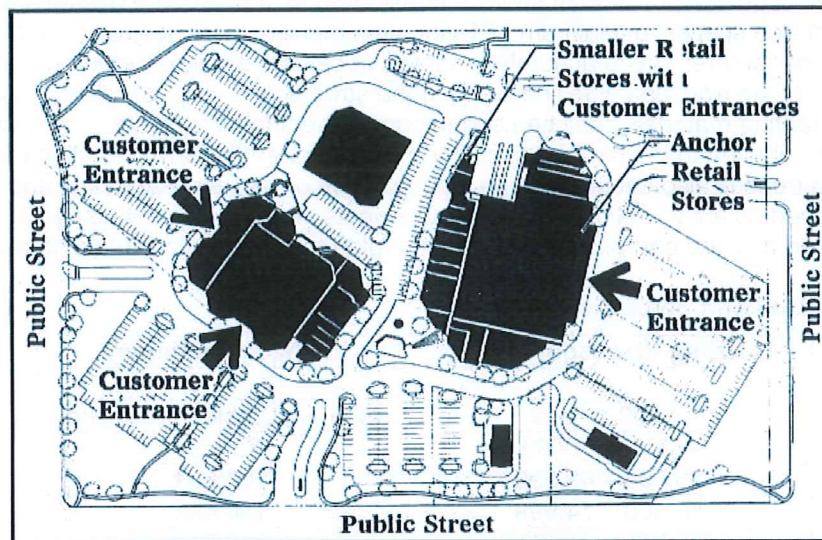 Smaller Retail
Stores with
Customer Entrances
Anchor
Retail
Stores
Customer
Entrance
Public Street
Public Street
Customer
Entrance
Customer
Entrance
Public Street